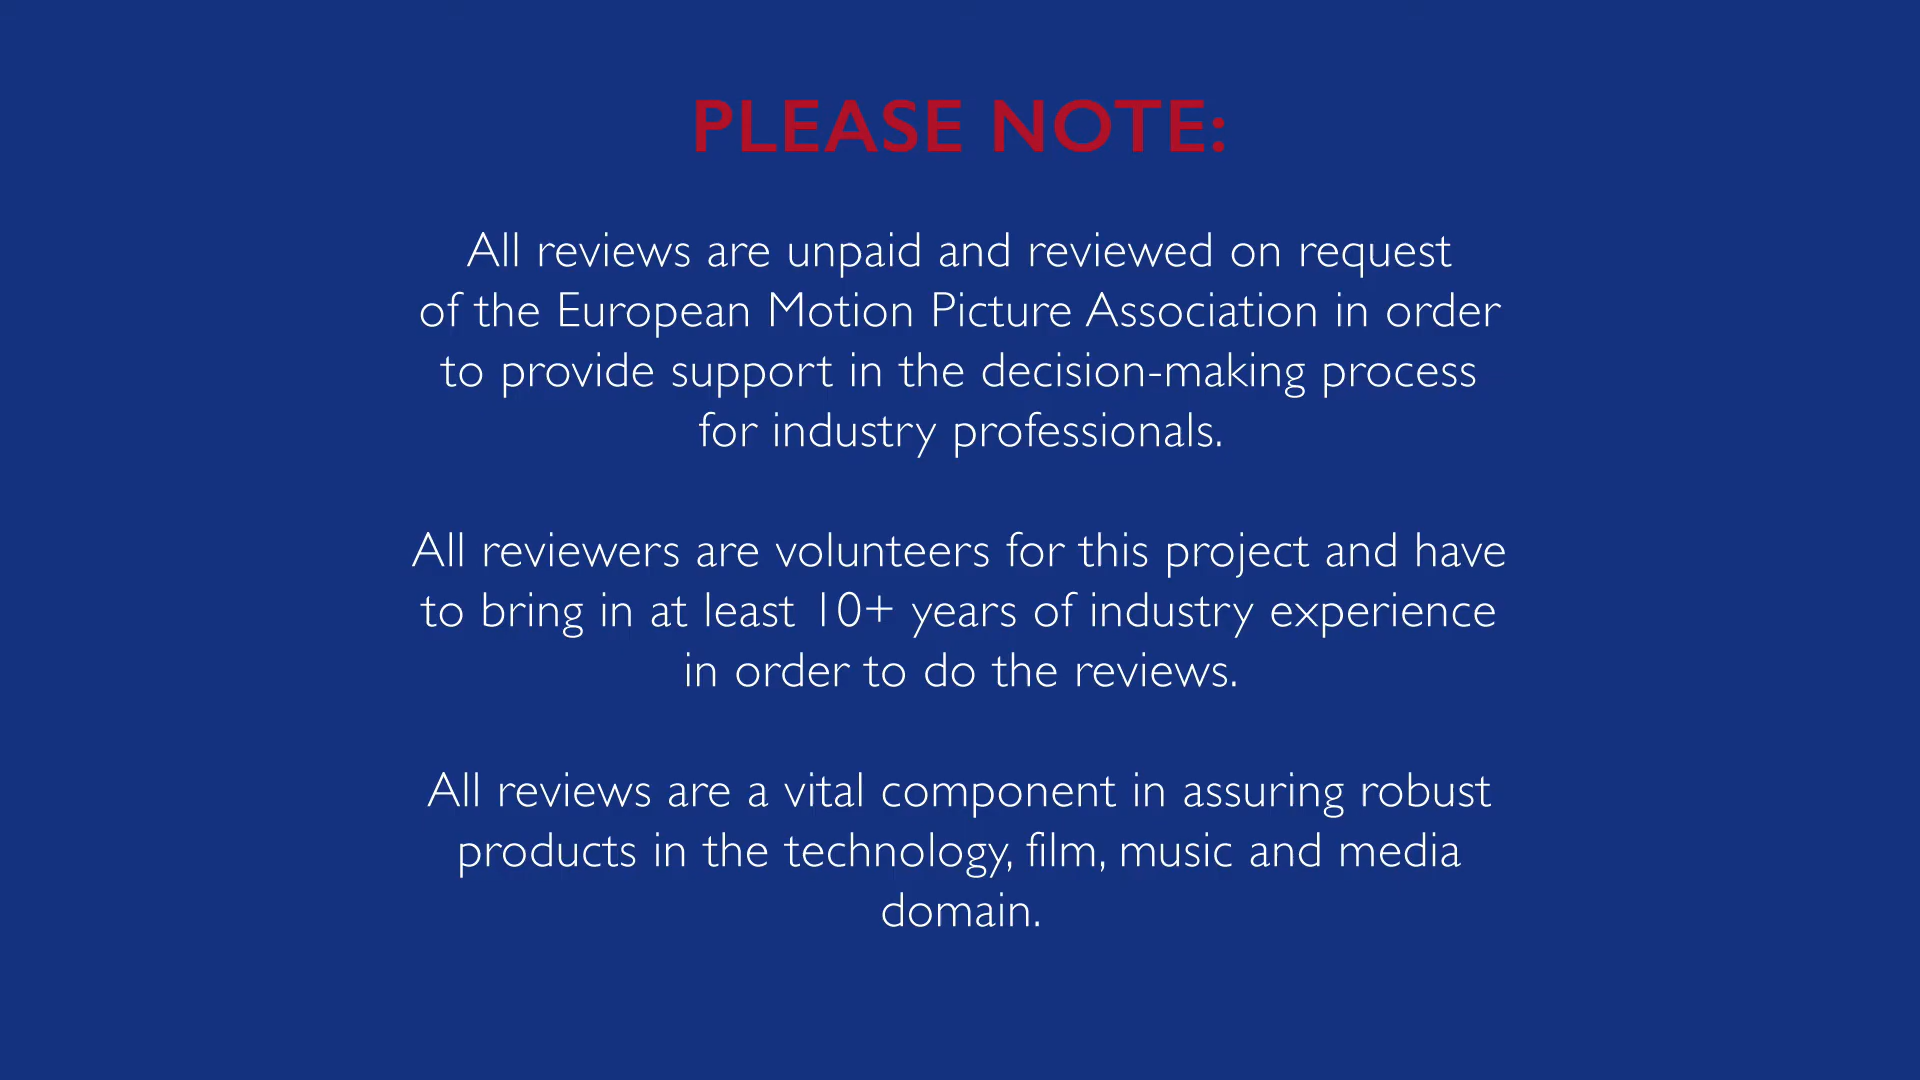 PLEASE NOTE:
All reviews are unpaid and reviewed on request
of the European Motion Picture Association in order
to provide support in the decision-making process
for industry professionals.
All reviewers are volunteers for this project and have
to bring in at least 10+ years of industry experience
in order to do the reviews.
All reviews are a vital component in assuring robust
products in the technology, film, music and media
domain.